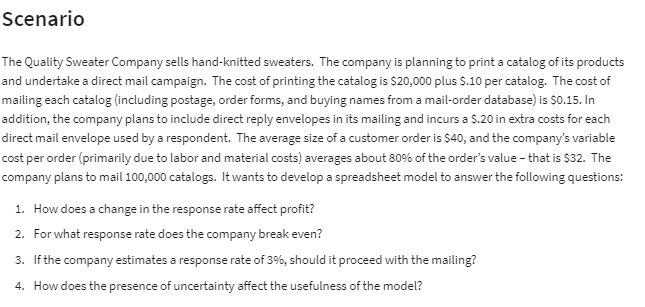 Scenario
The Quality Sweater Company sells hand-knitted sweaters. The company is planning to print a catalog of its products
and undertake a direct mail campaign. The cost of printing the catalog is $20,000 plus $.10 per catalog. The cost of
mailing each catalog (including postage, order forms, and buying names from a mail-order database) is $0.15. In
addition, the company plans to include direct reply envelopes in its mailing and incurs a $.20 in extra costs for each
direct mail envelope used by a respondent. The average size of a customer order is $40, and the company's variable
cost per order (primarily due to labor and material costs) averages about 80% of the order's value – that is $32. The
company plans to mail 100,000 catalogs. It wants to develop a spreadsheet model to answer the following questions:
1. How does a change in the response rate affect profit?
2. For what response rate does the company break even?
3. If the company estimates a response rate of 3%, should it proceed with the mailing?
4. How does the presence of uncertainty affect the usefulness of the model?